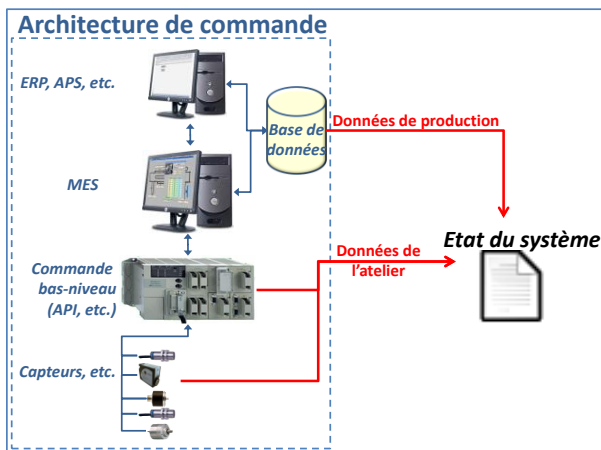 Architecture de commande
ERP, APS, etc.
Base de
données
Données de production
MES
Etat du système
Données de
l'atelier
Commande
bas-niveau
(API, etc.)
Capteurs, etc.